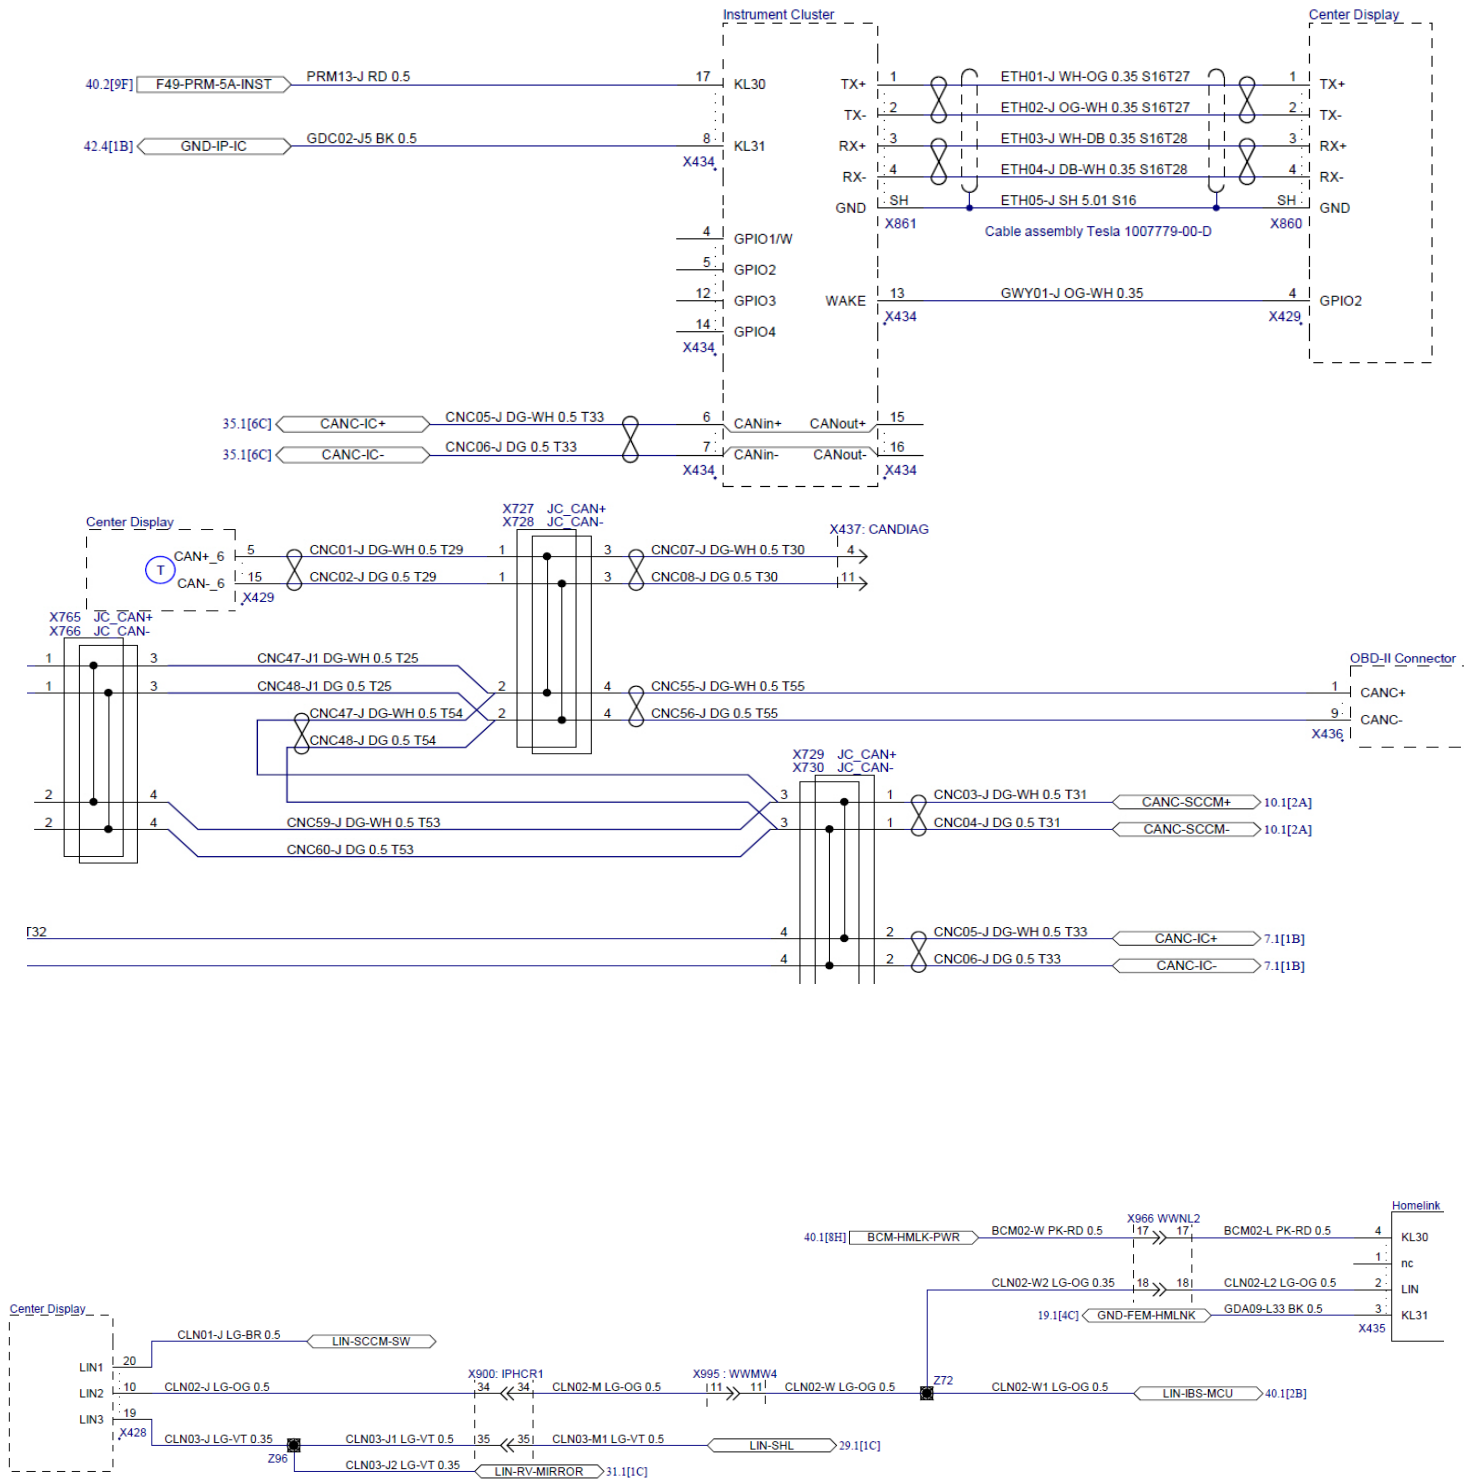 Instrument Cluster
Center Display
40.2[9F] F49-PRM-5A-INST PRM13-J RD 0.5 17 KL30
TX+ 1 ETH01-J WH-OG 0.35 S16T27 1 TX+
TX- 2 ETH02-J OG-WH 0.35 S16T27 2 TX-
42.4[1B] GND-IP-IC GDC02-J5 BK 0.5 8 KL31
X434
RX+ 3 ETH03-J WH-DB 0.35 S16T28 3 RX+
RX- 4 ETH04-J DB-WH 0.35 S16T28 4 RX-
GND SH ETH05-J SH 5.01 S16 SH GND
X861 Cable assembly Tesla 1007779-00-D X860
4 GPIO1/W
5 GPIO2
12 GPIO3 WAKE 13 GWY01-J OG-WH 0.35 4 GPIO2
X434 X429
14 GPIO4
X434
35.1[6C] CANC-IC+ CNC05-J DG-WH 0.5 T33 6 CANin+ CANout+ 15
35.1[6C] CANC-IC- CNC06-J DG 0.5 T33 7 CANin- CANout- 16
X434 X434
X727 JC_CAN+
X728 JC_CAN-
Center Display
X437: CANDIAG
CAN+_6 5 CNC01-J DG-WH 0.5 T29 1 3 CNC07-J DG-WH 0.5 T30 4
T
CAN-_6 15 CNC02-J DG 0.5 T29 1 3 CNC08-J DG 0.5 T30 11
X429
X765 JC_CAN+
X766 JC_CAN-
1 3 CNC47-J1 DG-WH 0.5 T25
OBD-II Connector
1 3 CNC48-J1 DG 0.5 T25 2 4 CNC55-J DG-WH 0.5 T55 1 CANC+
CNC47-J DG-WH 0.5 T54 2 4 CNC56-J DG 0.5 T55 9 CANC-
X436
CNC48-J DG 0.5 T54
X729 JC_CAN+
X730 JC_CAN-
2 4 3 1 CNC03-J DG-WH 0.5 T31 CANC-SCCM+ 10.1[2A]
2 4 CNC59-J DG-WH 0.5 T53 3 1 CNC04-J DG 0.5 T31 CANC-SCCM- 10.1[2A]
CNC60-J DG 0.5 T53
T32 4 2 CNC05-J DG-WH 0.5 T33 CANC-IC+ 7.1[1B]
4 2 CNC06-J DG 0.5 T33 CANC-IC- 7.1[1B]
Homelink
X966 WWNL2
40.1[8H] BCM-HMLK-PWR BCM02-W PK-RD 0.5 17 17 BCM02-L PK-RD 0.5 4 KL30
1 nc
CLN02-W2 LG-OG 0.35 18 18 CLN02-L2 LG-OG 0.5 2 LIN
19.1[4C] GND-FEM-HMLNK GDA09-L33 BK 0.5 3 KL31
X435
Center Display
CLN01-J LG-BR 0.5 LIN-SCCM-SW
LIN1 20
X900: IPHCR1
X995 : WWMW4
Z72
LIN2 10 CLN02-J LG-OG 0.5 34 34 CLN02-M LG-OG 0.5 11 11 CLN02-W LG-OG 0.5 CLN02-W1 LG-OG 0.5 LIN-IBS-MCU 40.1[2B]
LIN3 19
X428
CLN03-J LG-VT 0.35 CLN03-J1 LG-VT 0.5 35 35 CLN03-M1 LG-VT 0.5 LIN-SHL 29.1[1C]
Z96
CLN03-J2 LG-VT 0.35 LIN-RV-MIRROR 31.1[1C]